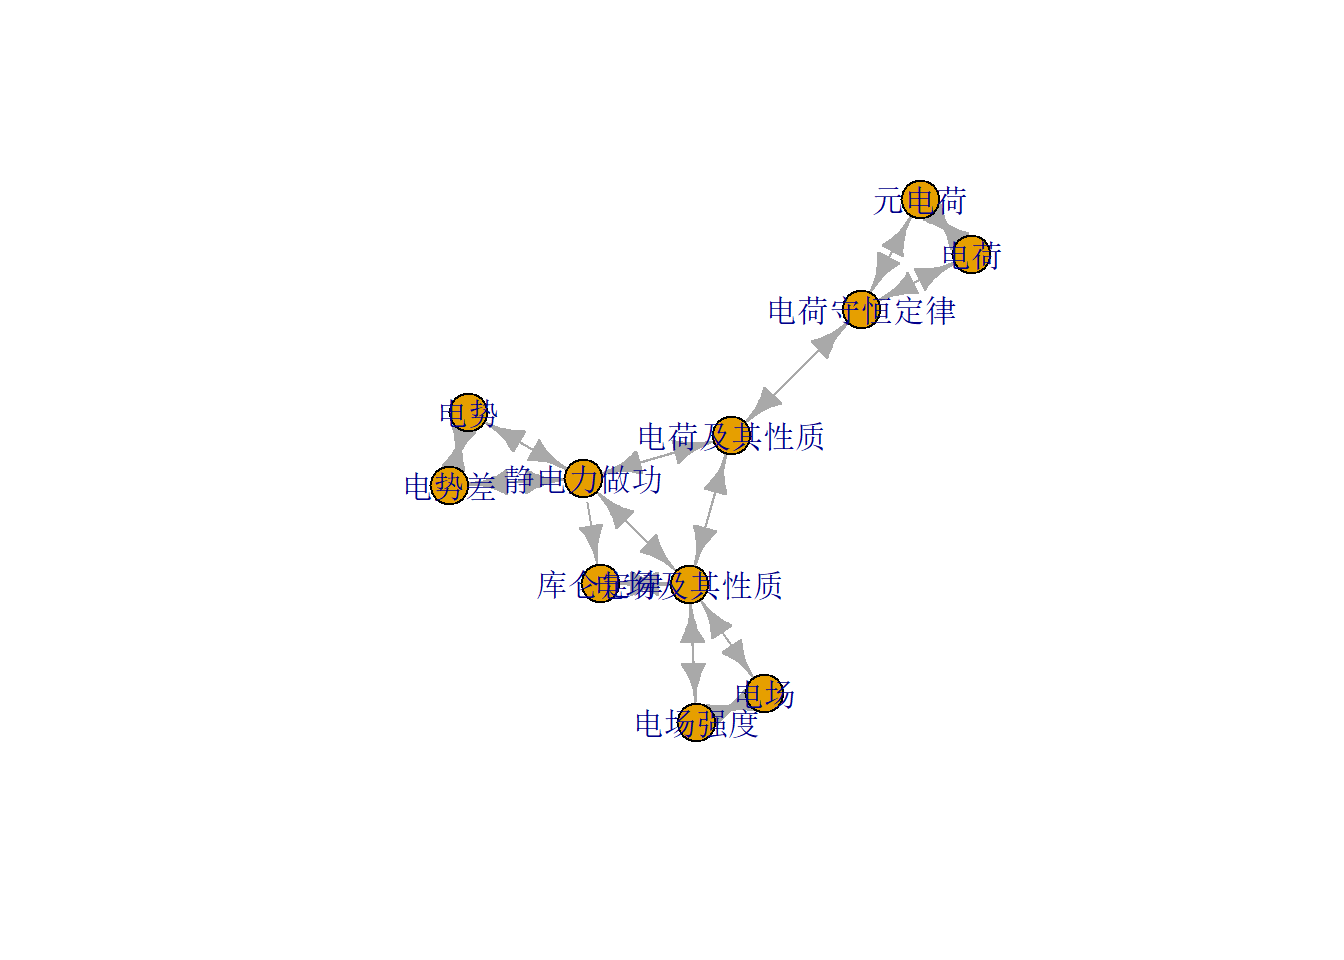 元电荷
电荷
电荷守恒定律
电势
电荷及其性质
电势差
静电力做功
库仑定律
电场及其性质
电场
电场强度